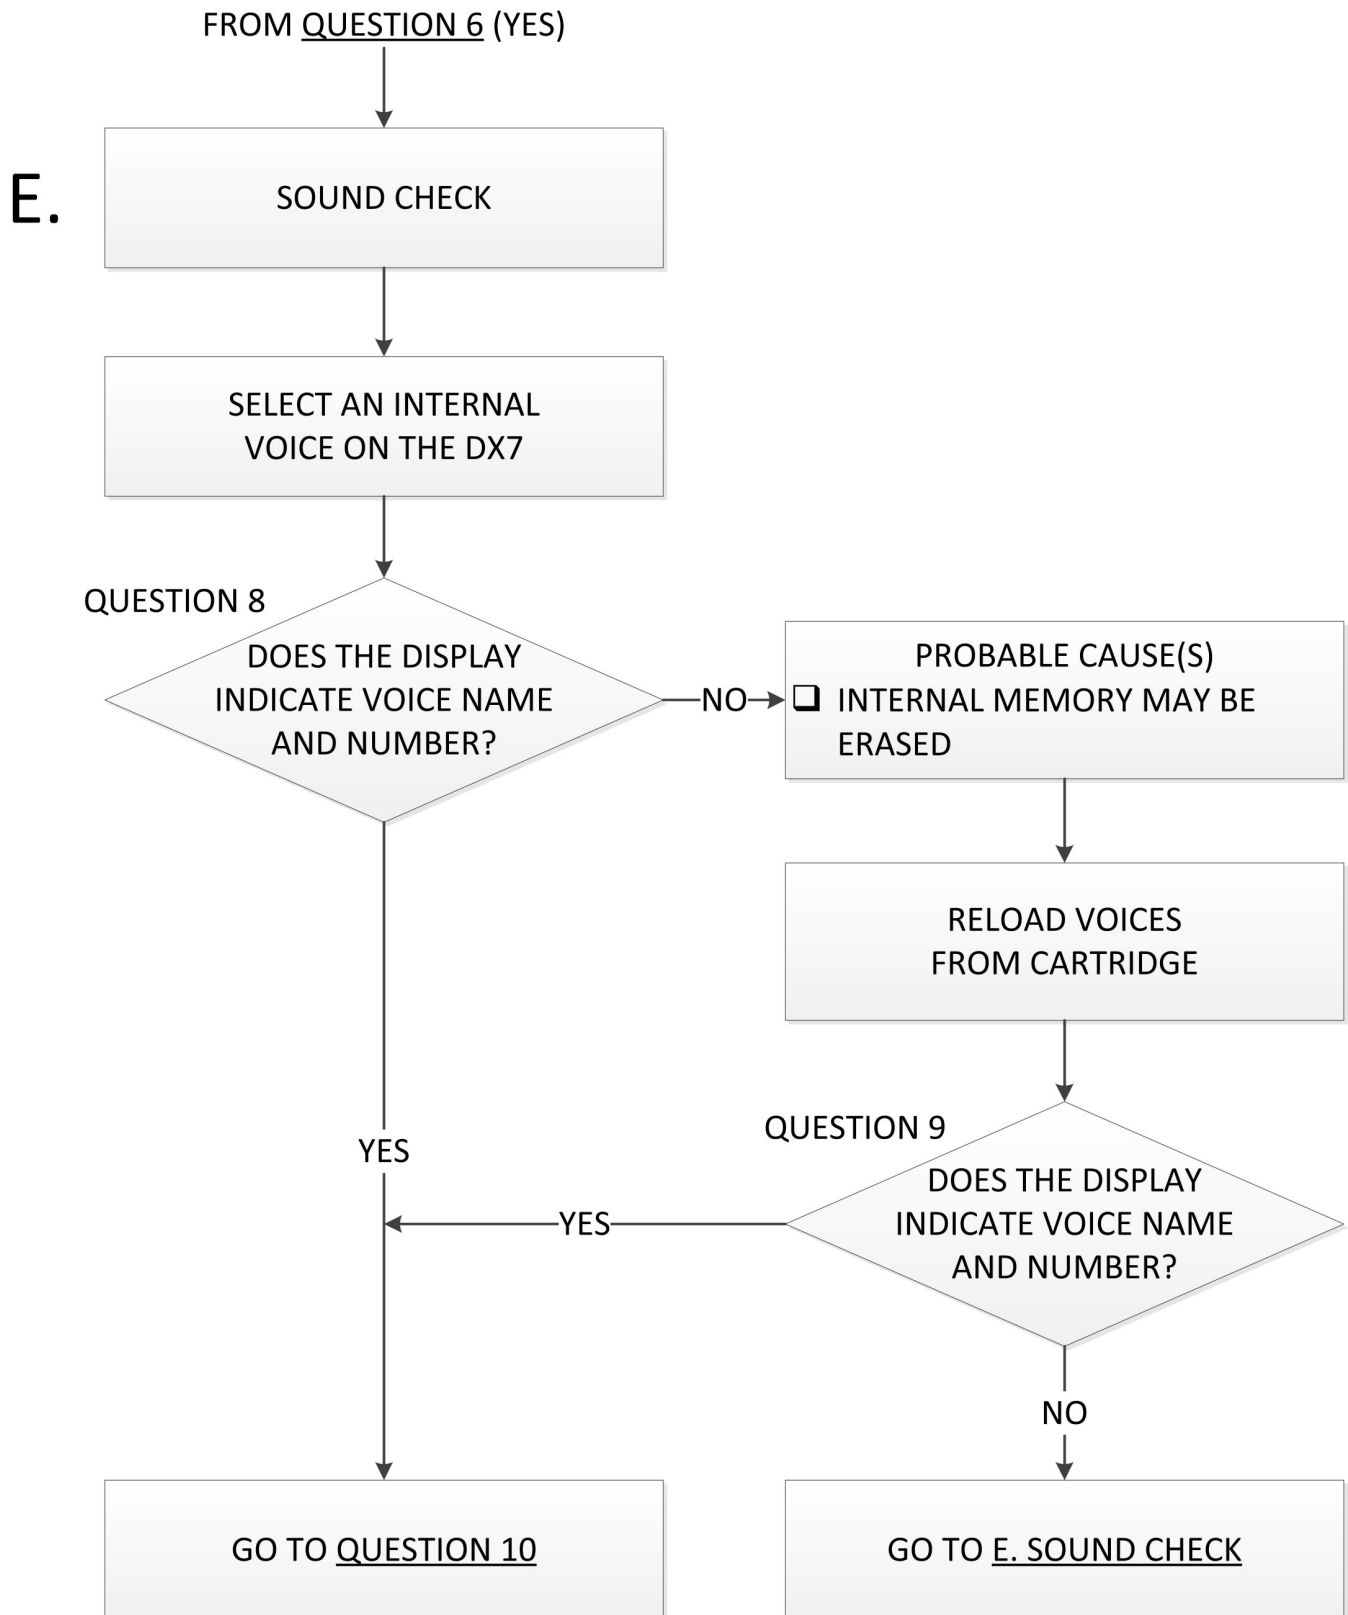 FROM QUESTION 6 (YES)
E.
SOUND CHECK
SELECT AN INTERNAL
VOICE ON THE DX7
QUESTION 8
DOES THE DISPLAY
INDICATE VOICE NAME
AND NUMBER?
NO
PROBABLE CAUSE(S)
❑ INTERNAL MEMORY MAY BE
ERASED
RELOAD VOICES
FROM CARTRIDGE
QUESTION 9
DOES THE DISPLAY
INDICATE VOICE NAME
AND NUMBER?
YES
YES
NO
GO TO QUESTION 10
GO TO E. SOUND CHECK